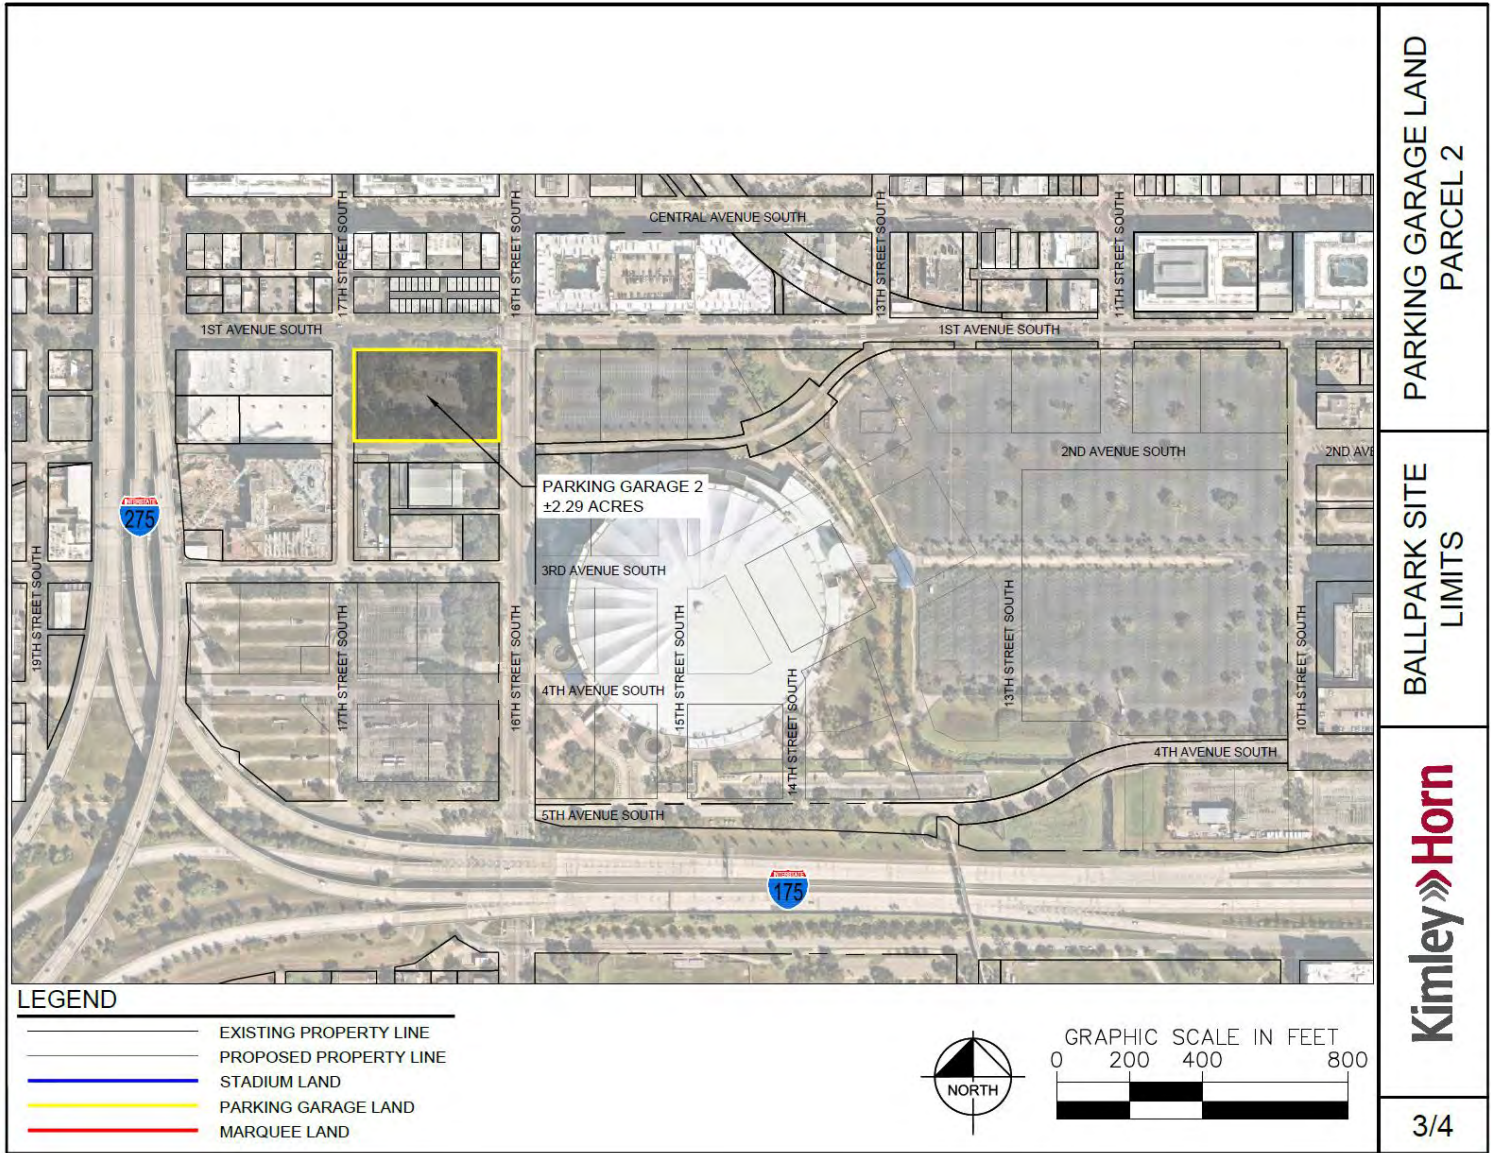 CENTRAL AVENUE SOUTH
17TH STREET SOUTH
16TH STREET SOUTH
13TH STREET SOUTH
11TH STREET SOUTH
1ST AVENUE SOUTH
1ST AVENUE SOUTH
2ND AVENUE SOUTH
2ND AVE
PARKING GARAGE 2
±2.29 ACRES
INTERSTATE
275
3RD AVENUE SOUTH
19TH STREET SOUTH
17TH STREET SOUTH
16TH STREET SOUTH
15TH STREET SOUTH
14TH STREET SOUTH
13TH STREET SOUTH
10TH STREET SOUTH
4TH AVENUE SOUTH
4TH AVENUE SOUTH
5TH AVENUE SOUTH
INTERSTATE
175
LEGEND
EXISTING PROPERTY LINE
PROPOSED PROPERTY LINE
STADIUM LAND
PARKING GARAGE LAND
MARQUEE LAND
NORTH
GRAPHIC SCALE IN FEET
0 200 400 800
PARKING GARAGE LAND
PARCEL 2
BALLPARK SITE
LIMITS
Kimley»Horn
3/4